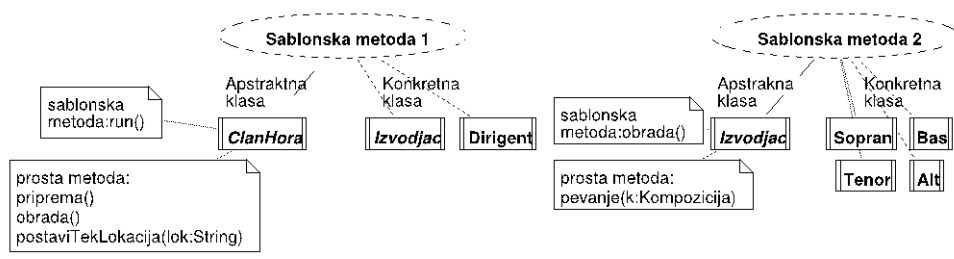 Sablonska metoda 1
Apstraktna
klasa
Konkretna
klasa
sablonska
metoda:run()
ClanHora
Izvodjac
Dirigent
prosta metoda:
priprema()
obrada()
postaviTekLokacija(lok:String)
Sablonska metoda 2
Apstrakna
klasa
Konkretna
klasa
sablonska
metoda:obrada()
Izvodjac
Sopran
Bas
Tenor
Alt
prosta metoda:
pevanje(k:Kompozicija)